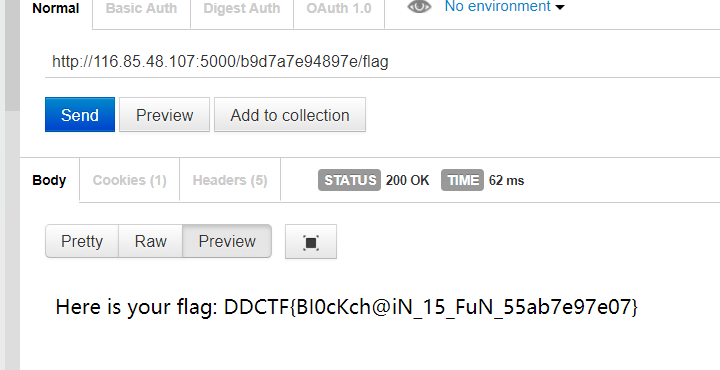 Normal Basic Auth Digest Auth OAuth 1.0 No environment
http://116.85.48.107:5000/b9d7a7e94897e/flag
Send Preview Add to collection
Body Cookies (1) Headers (5) STATUS 200 OK TIME 62 ms
Pretty Raw Preview
Here is your flag: DDCTF{BI0cKch@iN_15_FuN_55ab7e97e07}